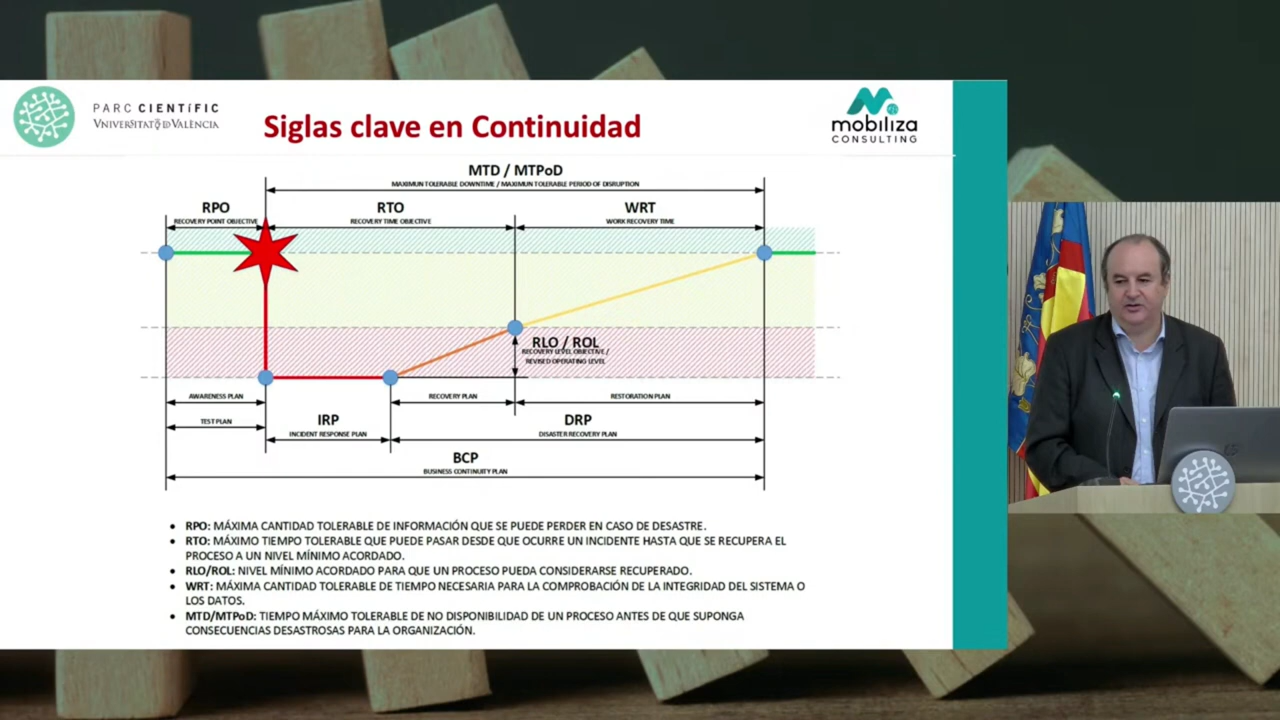 PARC CIENTÍFIC
UNIVERSITAT ID VALÈNCIA
Siglas clave en Continuidad
mobiliza
CONSULTING
MTD / MTPoD
MAXIMUN TOLERABLE DOWNTIME / MAXIMUN TOLERABLE PERIOD OF DISRUPTION
RPO
RECOVERY POINT OBJECTIVE
RTO
RECOVERY TIME OBJECTIVE
WRT
WORK RECOVERY TIME
RLO / ROL
RECOVERY LEVEL OBJECTIVE /
REVISED OPERATING LEVEL
AWARENESS PLAN
RECOVERY PLAN
RESTORATION PLAN
TEST PLAN
IRP
INCIDENT RESPONSE PLAN
DRP
DISASTER RECOVERY PLAN
BCP
BUSINESS CONTINUITY PLAN
• RPO: MÁXIMA CANTIDAD TOLERABLE DE INFORMACIÓN QUE SE PUEDE PERDER EN CASO DE DESASTRE.
• RTO: MÁXIMO TIEMPO TOLERABLE QUE PUEDE PASAR DESDE QUE OCURRE UN INCIDENTE HASTA QUE SE RECUPERA EL
PROCESO A UN NIVEL MÍNIMO ACORDADO.
• RLO/ROL: NIVEL MÍNIMO ACORDADO PARA QUE UN PROCESO PUEDA CONSIDERARSE RECUPERADO.
• WRT: MÁXIMA CANTIDAD TOLERABLE DE TIEMPO NECESARIA PARA LA COMPROBACIÓN DE LA INTEGRIDAD DEL SISTEMA O
LOS DATOS.
• MTD/MTPoD: TIEMPO MÁXIMO TOLERABLE DE NO DISPONIBILIDAD DE UN PROCESO ANTES DE QUE SUPONGA
CONSECUENCIAS DESASTROSAS PARA LA ORGANIZACIÓN.